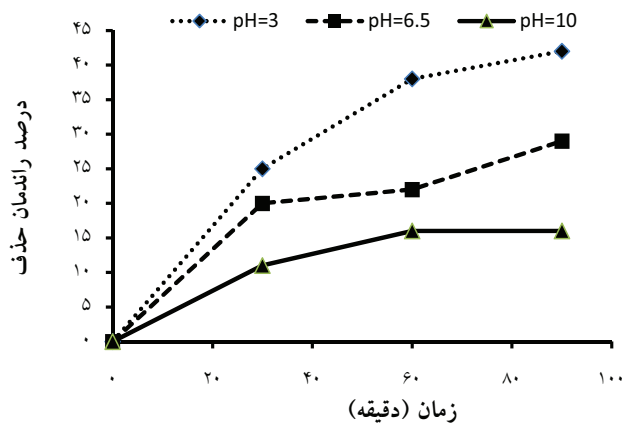 pH=3 pH=6.5 pH=10
۴۵
۴۰
۳۵
۳۰
۲۵
۲۰
۱۵
۱۰
۵
۰
درصد راندمان حذف
۰ ۲۰ ۴۰ ۶۰ ۸۰ ۱۰۰
زمان (دقیقه)